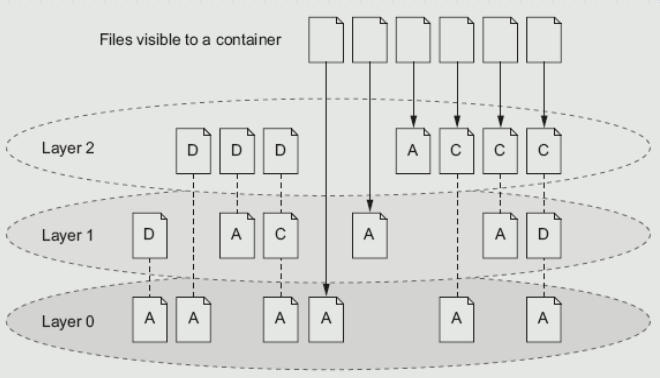 Files visible to a container
Layer 2
D D D A C C C
Layer 1
D A C A A D
Layer 0
A A A A A A